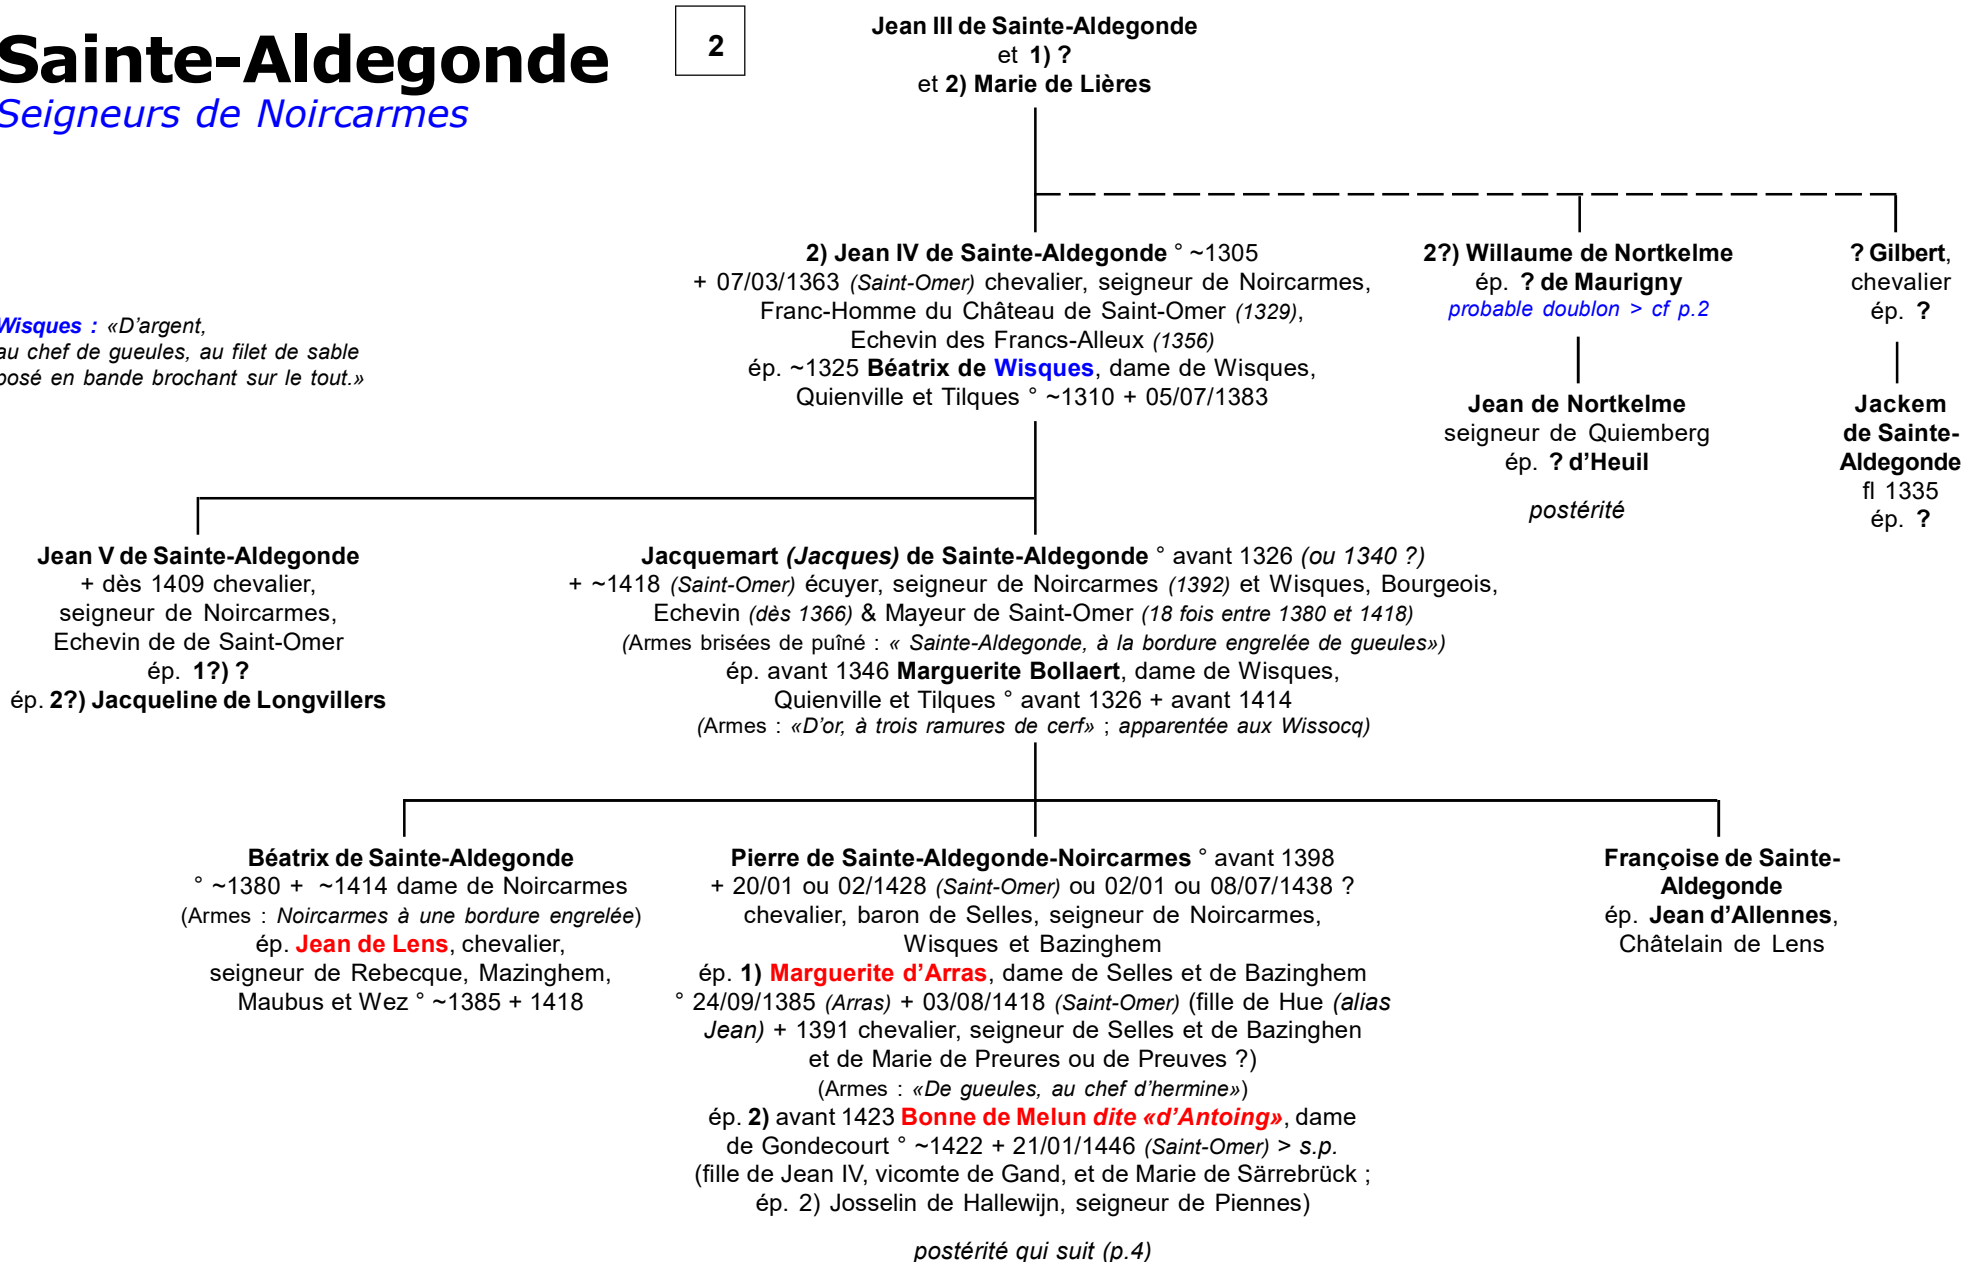 Sainte-Aldegonde
Seigneurs de Noircarmes
2
Jean III de Sainte-Aldegonde
et 1) ?
et 2) Marie de Lières
Wisques : «D'argent,
au chef de gueules, au filet de sable
posé en bande brochant sur le tout.»
2) Jean IV de Sainte-Aldegonde ° ~1305
+ 07/03/1363 (Saint-Omer) chevalier, seigneur de Noircarmes,
Franc-Homme du Château de Saint-Omer (1329),
Echevin des Francs-Alleux (1356)
ép. ~1325 Béatrix de Wisques, dame de Wisques,
Quienville et Tilques ° ~1310 + 05/07/1383
2?) Willaume de Nortkelme
ép. ? de Maurigny
probable doublon > cf p.2
? Gilbert,
chevalier
ép. ?
Jean de Nortkelme
seigneur de Quiemberg
ép. ? d'Heuil
postérité
Jackem
de Sainte-
Aldegonde
fl 1335
ép. ?
Jean V de Sainte-Aldegonde
+ dès 1409 chevalier,
seigneur de Noircarmes,
Echevin de de Saint-Omer
ép. 1?) ?
ép. 2?) Jacqueline de Longvillers
Jacquemart (Jacques) de Sainte-Aldegonde ° avant 1326 (ou 1340 ?)
+ ~1418 (Saint-Omer) écuyer, seigneur de Noircarmes (1392) et Wisques, Bourgeois,
Echevin (dès 1366) & Mayeur de Saint-Omer (18 fois entre 1380 et 1418)
(Armes brisées de puîné : « Sainte-Aldegonde, à la bordure engrelée de gueules»)
ép. avant 1346 Marguerite Bollaert, dame de Wisques,
Quienville et Tilques ° avant 1326 + avant 1414
(Armes : «D'or, à trois ramures de cerf» ; apparentée aux Wissocq)
Béatrix de Sainte-Aldegonde
° ~1380 + ~1414 dame de Noircarmes
(Armes : Noircarmes à une bordure engrelée)
ép. Jean de Lens, chevalier,
seigneur de Rebecque, Mazinghem,
Maubus et Wez ° ~1385 + 1418
Pierre de Sainte-Aldegonde-Noircarmes ° avant 1398
+ 20/01 ou 02/1428 (Saint-Omer) ou 02/01 ou 08/07/1438 ?
chevalier, baron de Selles, seigneur de Noircarmes,
Wisques et Bazinghem
ép. 1) Marguerite d'Arras, dame de Selles et de Bazinghem
° 24/09/1385 (Arras) + 03/08/1418 (Saint-Omer) (fille de Hue (alias
Jean) + 1391 chevalier, seigneur de Selles et de Bazinghen
et de Marie de Preures ou de Preuves ?)
(Armes : «De gueules, au chef d'hermine»)
ép. 2) avant 1423 Bonne de Melun dite «d'Antoing», dame
de Gondecourt ° ~1422 + 21/01/1446 (Saint-Omer) > s.p.
(fille de Jean IV, vicomte de Gand, et de Marie de Särrebrück ;
ép. 2) Josselin de Hallewijn, seigneur de Piennes)
postérité qui suit (p.4)
Françoise de Sainte-
Aldegonde
ép. Jean d'Allennes,
Châtelain de Lens